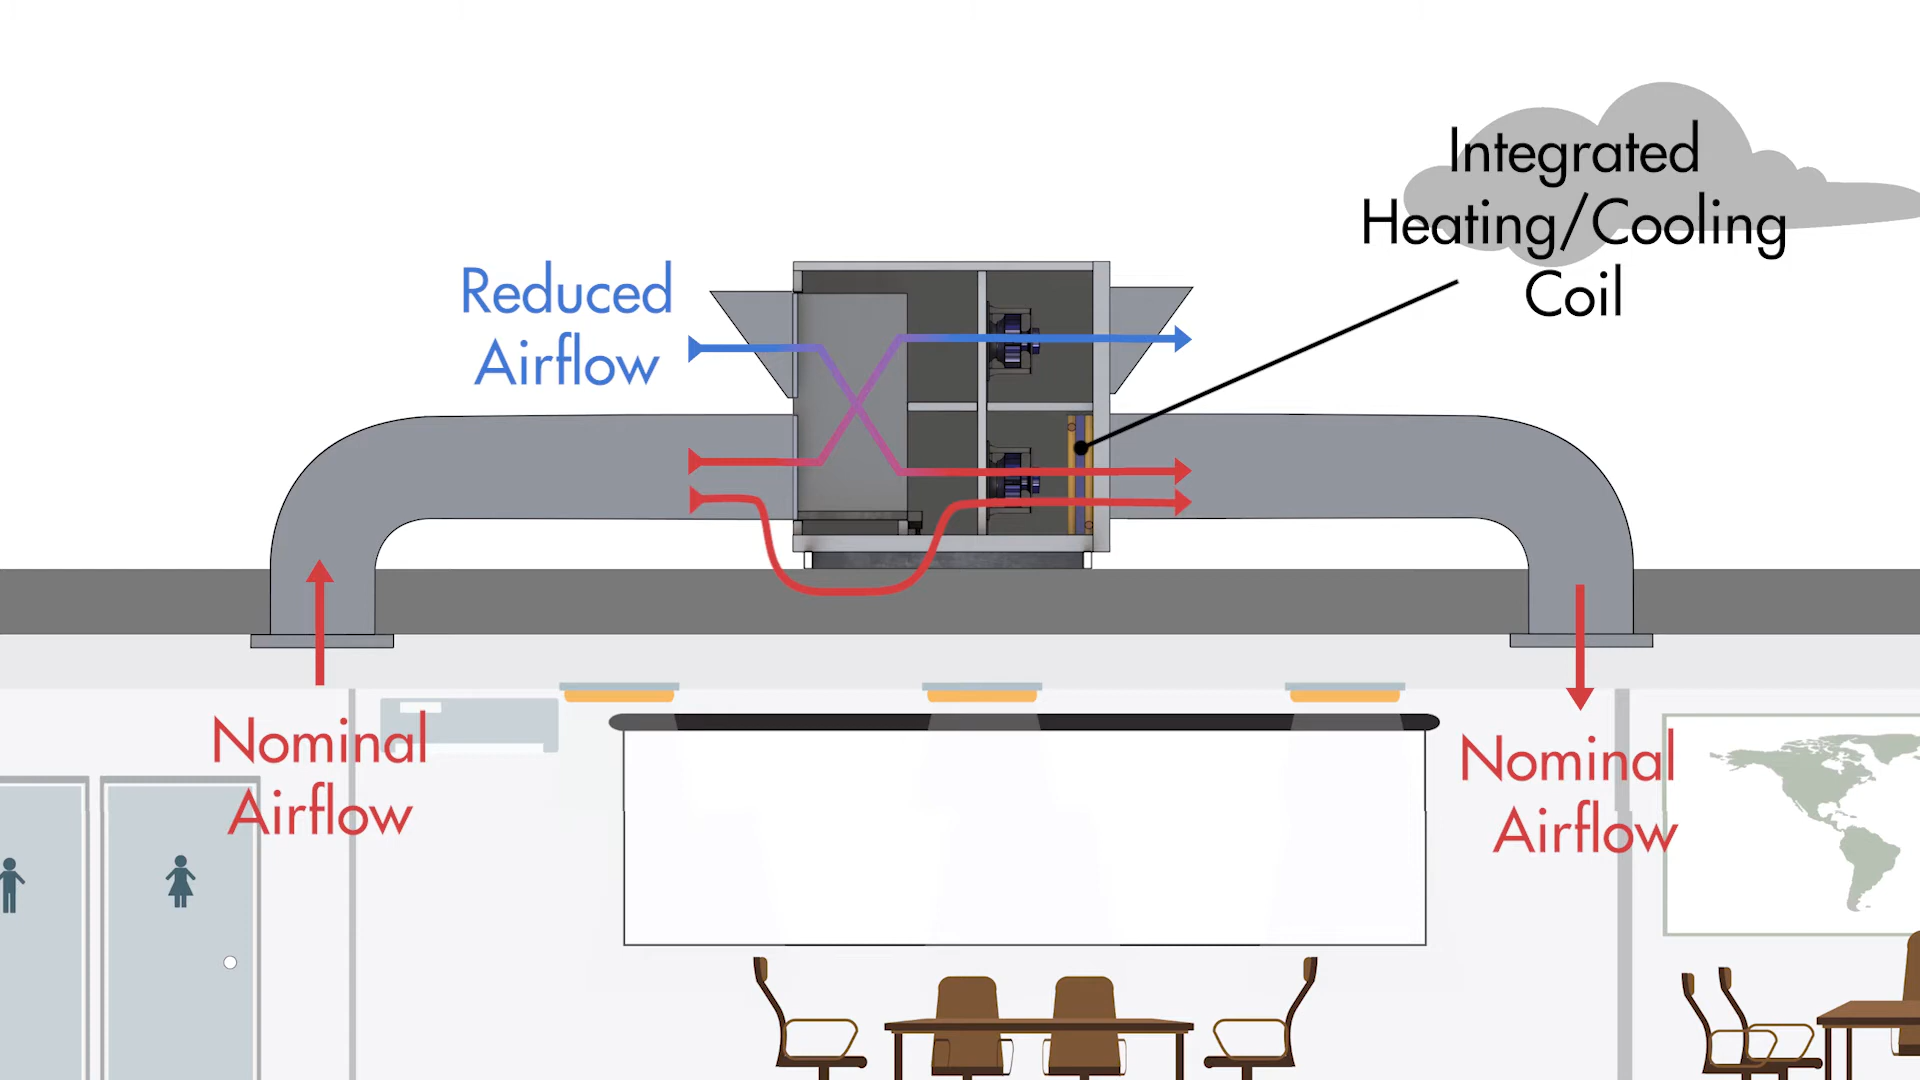 Integrated
Heating/Cooling
Coil
Reduced
Airflow
Nominal
Airflow
Nominal
Airflow